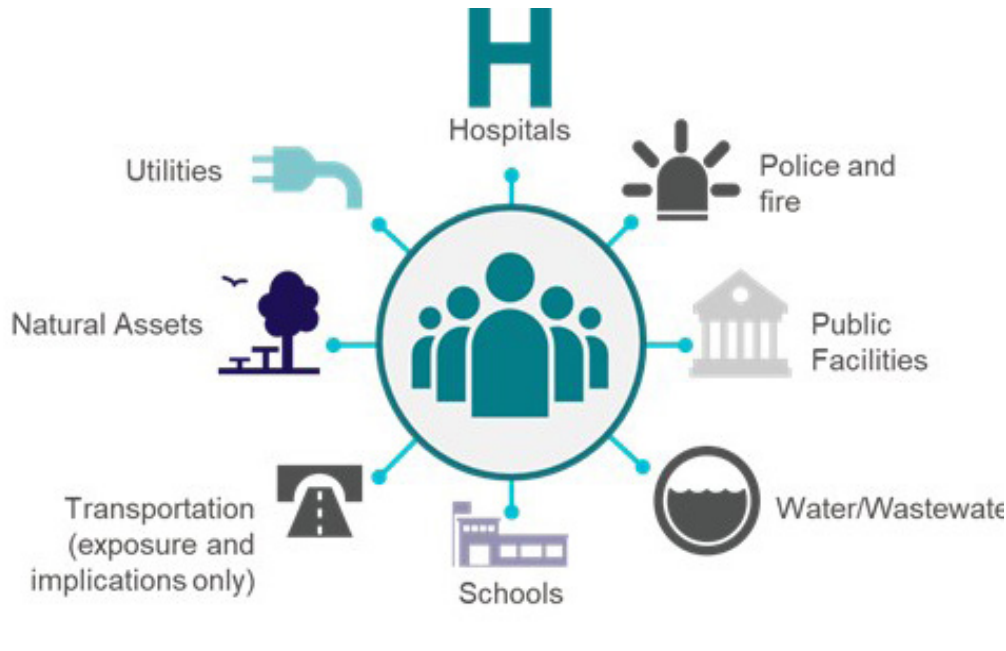 H
Hospitals
Utilities
Police and
fire
Natural Assets
Public
Facilities
Transportation
(exposure and
implications only)
Water/Wastewate
Schools